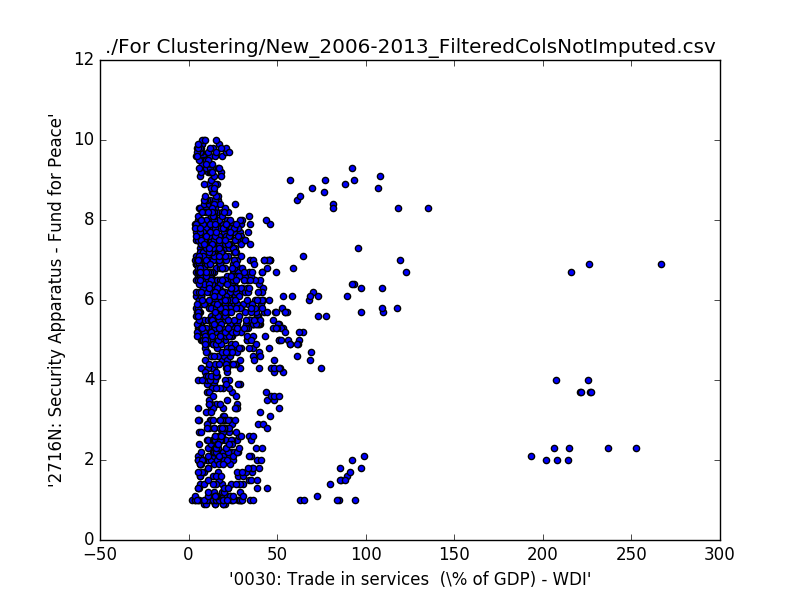 ./For Clustering/New_2006-2013_FilteredColsNotImputed.csv
'2716N: Security Apparatus - Fund for Peace'
12
10
8
6
4
2
0
−50 0 50 100 150 200 250 300
'0030: Trade in services  (\% of GDP) - WDI'